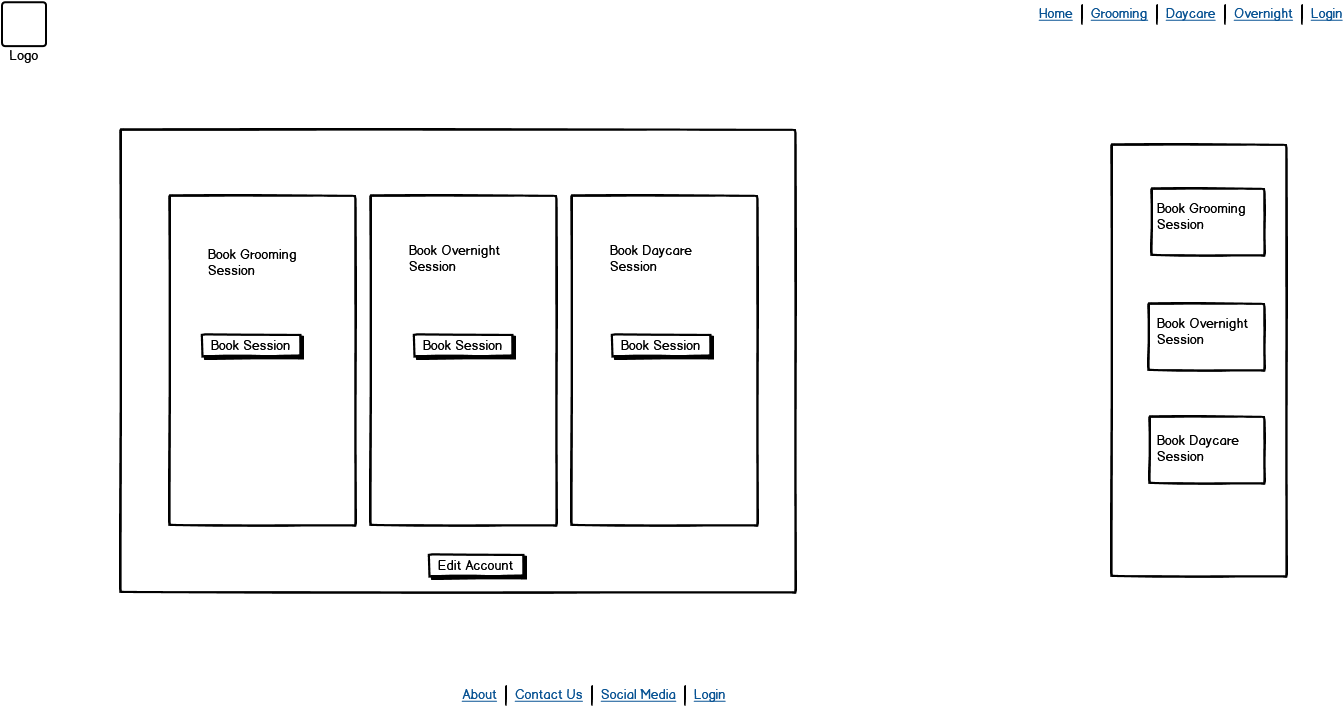 Home | Grooming | Daycare | Overnight | Login
Logo
Book Grooming
Session
Book Session
Book Overnight
Session
Book Session
Book Daycare
Session
Book Session
Edit Account
Book Grooming
Session
Book Overnight
Session
Book Daycare
Session
About | Contact Us | Social Media | Login